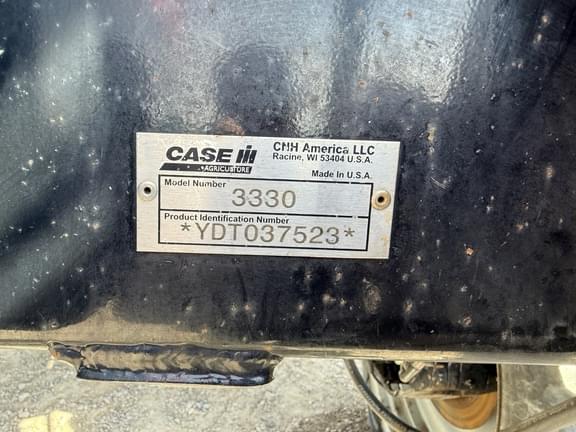 CASE IH
AGRICULTURE
CNH America LLC
Racine, WI 53404 U.S.A.
Made In U.S.A.
Model Number
3330
Product Identification Number
*YDT037523*